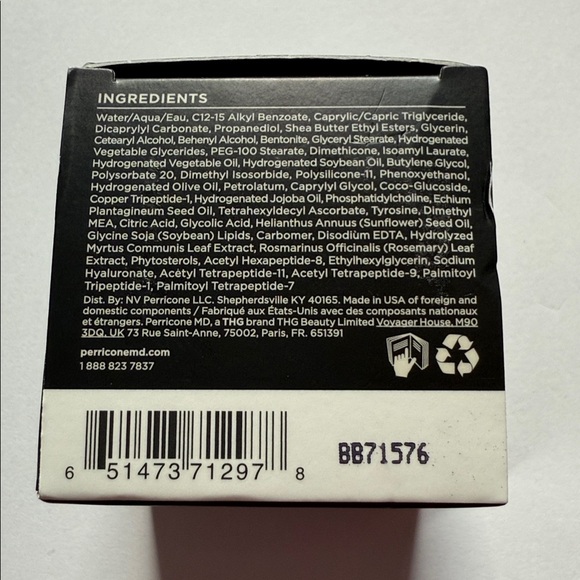 INGREDIENTS
Water/Aqua/Eau, C12-15 Alkyl Benzoate, Caprylic/Capric Triglyceride,
Dicaprylyl Carbonate, Propanediol, Shea Butter Ethyl Esters, Glycerin,
Cetearyl Alcohol, Behenyl Alcohol, Bentonite, Glyceryl Stearate, Hydrogenated
Vegetable Glycerides, PEG-100 Stearate, Dimethicone, Isoamyl Laurate,
Hydrogenated Vegetable Oil, Hydrogenated Soybean Oil, Butylene Glycol,
Polysorbate 20, Dimethyl Isosorbide, Polysilicone-11, Phenoxyethanol,
Hydrogenated Olive Oil, Petrolatum, Caprylyl Glycol, Coco-Glucoside,
Copper Tripeptide-1, Hydrogenated Jojoba Oil, Phosphatidylcholine, Echium
Plantagineum Seed Oil, Tetrahexyldecyl Ascorbate, Tyrosine, Dimethyl
MEA, Citric Acid, Glycolic Acid, Helianthus Annuus (Sunflower) Seed Oil,
Glycine Soja (Soybean) Lipids, Carbomer, Disodium EDTA, Hydrolyzed
Myrtus Communis Leaf Extract, Rosmarinus Officinalis (Rosemary) Leaf
Extract, Phytosterols, Acetyl Hexapeptide-8, Ethylhexylglycerin, Sodium
Hyaluronate, Acetyl Tetrapeptide-11, Acetyl Tetrapeptide-9, Palmitoyl
Tripeptide-1, Palmitoyl Tetrapeptide-7
Dist. By: NV Perricone LLC. Shepherdsville KY 40165. Made in USA of foreign and
domestic components / Fabriqué aux États-Unis avec des composants nationaux
et étrangers. Perricone MD, a THG brand THG Beauty Limited Voyager House, M90
3DQ, UK 73 Rue Saint-Anne, 75002, Paris, FR. 651391
perriconemd.com
1 888 823 7837
6 51473 71297 8
BB71576